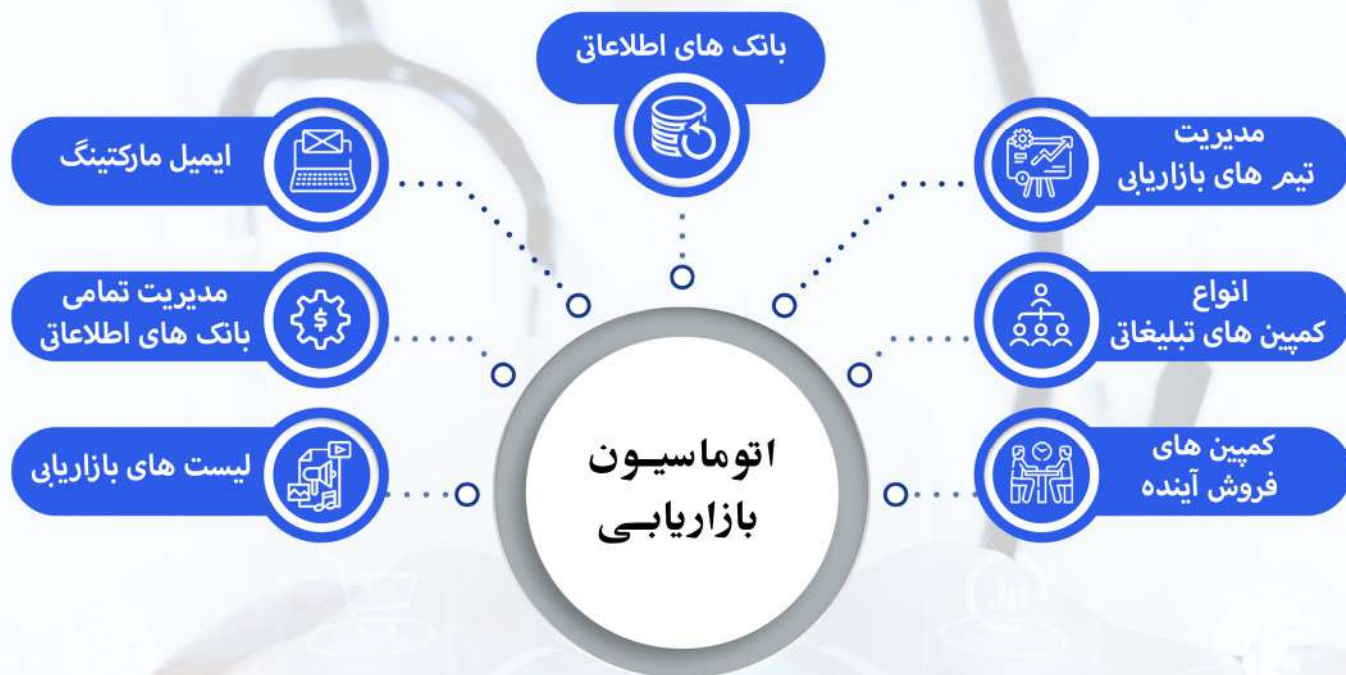 بانک های اطلاعاتی
مدیریت
تیم های بازاریابی
ایمیل مارکتینگ
انواع
کمپین های تبلیغاتی
مدیریت تمامی
بانک های اطلاعاتی
کمپین های
فروش آینده
لیست های بازاریابی
اتوماسیون
بازاریابی